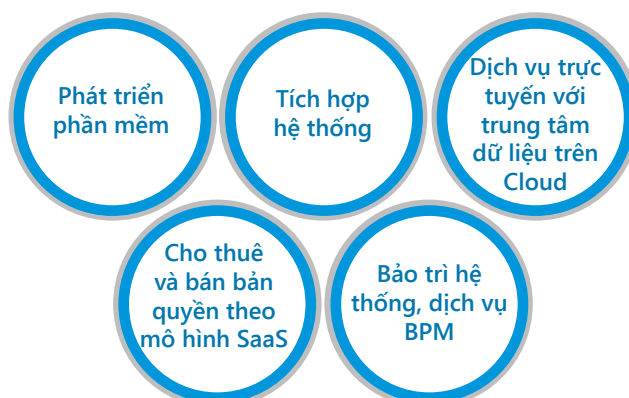 Phát triển
phần mềm
Tích hợp
hệ thống
Dịch vụ trực
tuyến với
trung tâm
dữ liệu trên
Cloud
Cho thuê
và bán bản
quyền theo
mô hình SaaS
Bảo trì hệ
thống, dịch vụ
BPM